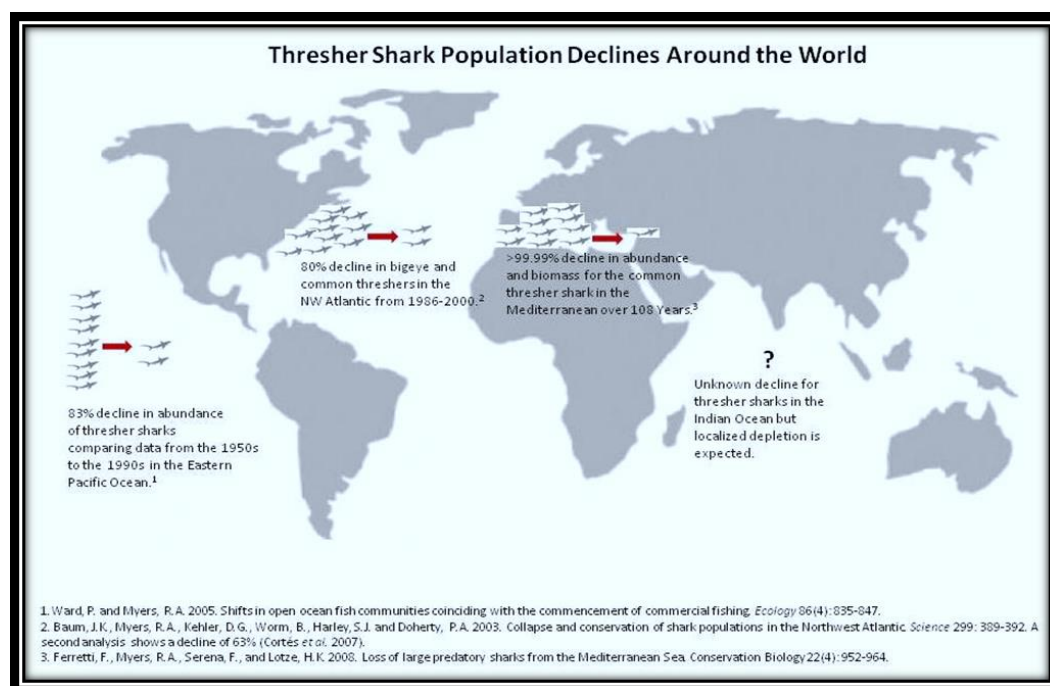 Thresher Shark Population Declines Around the World
80% decline in bigeye and
common threshers in the
NW Atlantic from 1986-2000.2
>99.99% decline in abundance
and biomass for the common
thresher shark in the
Mediterranean over 108 Years.3
?
Unknown decline for
thresher sharks in the
Indian Ocean but
localized depletion is
expected.
83% decline in abundance
of thresher sharks
comparing data from the 1950s
to the 1990s in the Eastern
Pacific Ocean.1
1. Ward, P. and Myers, R.A. 2005. Shifts in open ocean fish communities coinciding with the commencement of commercial fishing. Ecology 86(4): 835-847.
2. Baum, J.K., Myers, R.A., Kehler, D.G., Worm, B., Harley, S.J. and Doherty, P.A. 2003. Collapse and conservation of shark populations in the Northwest Atlantic. Science 299: 389-392. A
second analysis shows a decline of 63% (Cortés et al. 2007).
3. Ferretti, F., Myers, R.A., Serena, F., and Lotze, H.K. 2008. Loss of large predatory sharks from the Mediterranean Sea. Conservation Biology 22(4): 952-964.